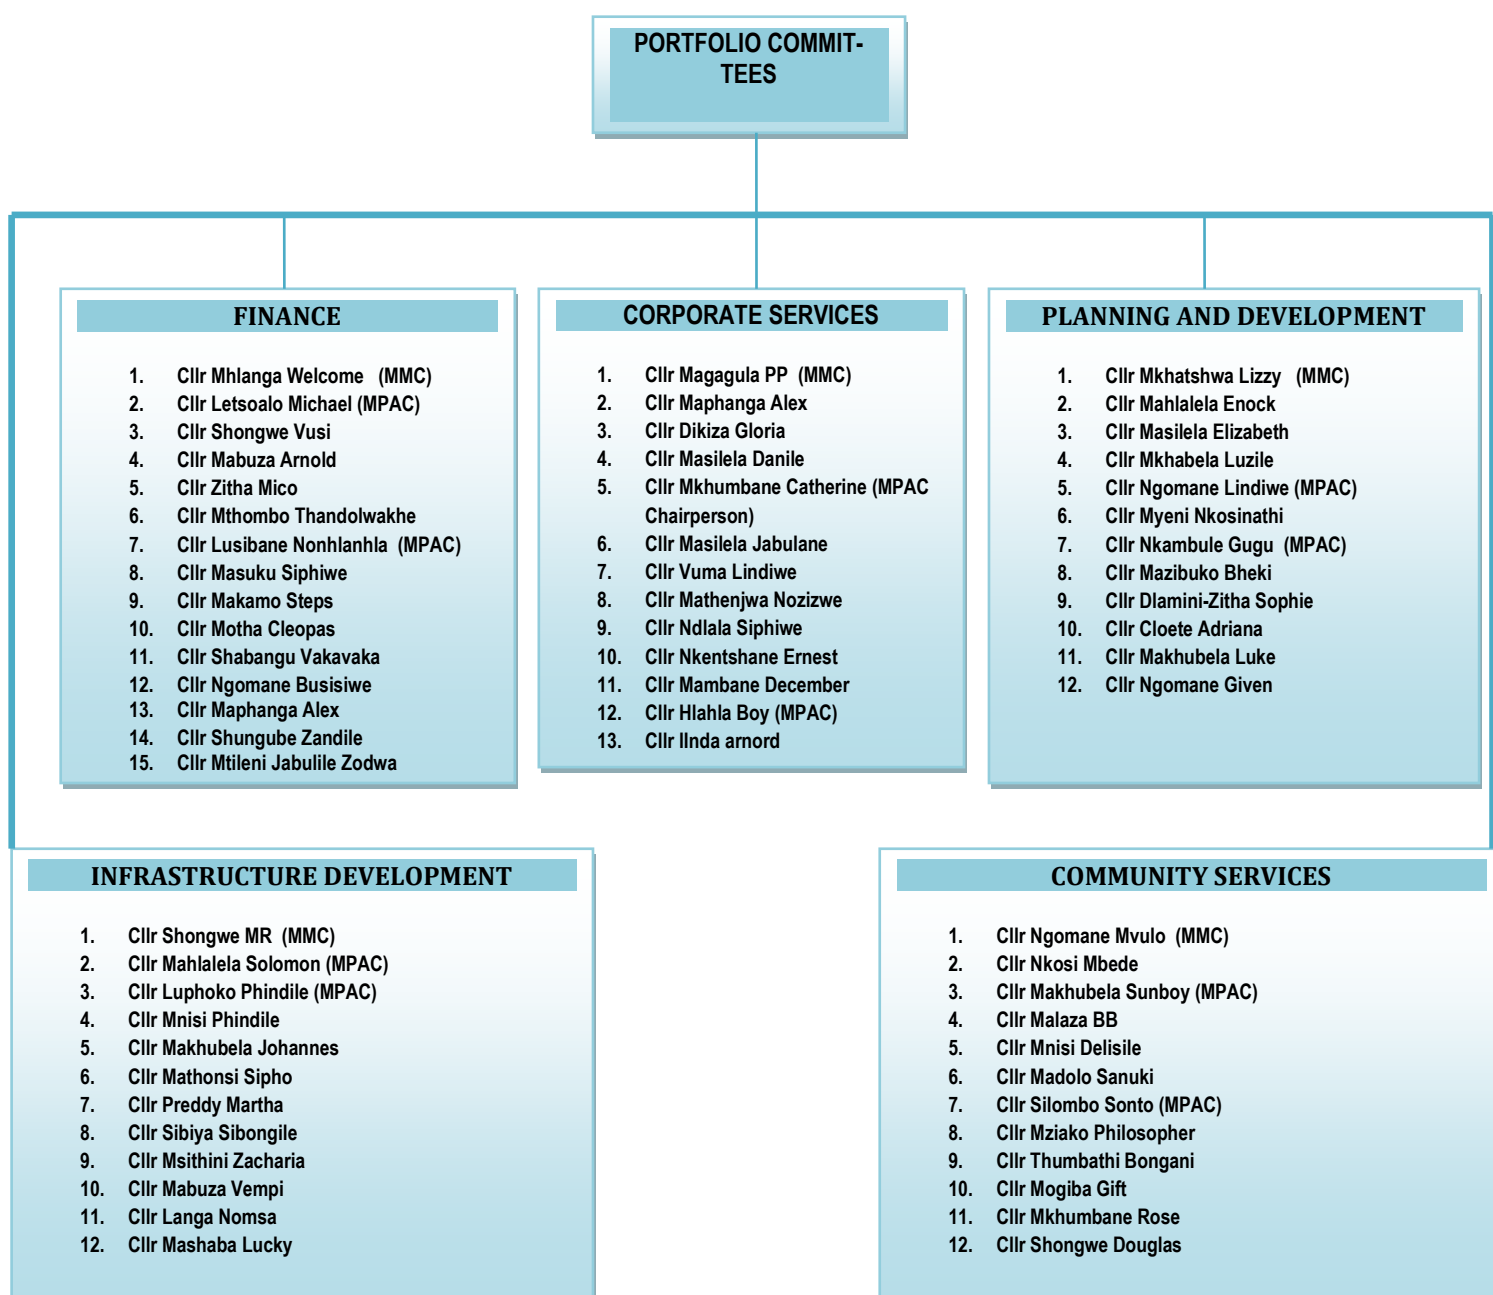 PORTFOLIO COMMIT-
TEES
FINANCE
1. Cllr Mhlanga Welcome (MMC)
2. Cllr Letsoalo Michael (MPAC)
3. Cllr Shongwe Vusi
4. Cllr Mabuza Arnold
5. Cllr Zitha Mico
6. Cllr Mthombo Thandolwakhe
7. Cllr Lusibane Nonhlanhla (MPAC)
8. Cllr Masuku Siphiwe
9. Cllr Makamo Steps
10. Cllr Motha Cleopas
11. Cllr Shabangu Vakavaka
12. Cllr Ngomane Busisiwe
13. Cllr Maphanga Alex
14. Cllr Shungube Zandile
15. Cllr Mtileni Jabulile Zodwa
CORPORATE SERVICES
1. Cllr Magagula PP (MMC)
2. Cllr Maphanga Alex
3. Cllr Dikiza Gloria
4. Cllr Masilela Danile
5. Cllr Mkhumbane Catherine (MPAC
Chairperson)
6. Cllr Masilela Jabulane
7. Cllr Vuma Lindiwe
8. Cllr Mathenjwa Nozizwe
9. Cllr Ndlala Siphiwe
10. Cllr Nkentshane Ernest
11. Cllr Mambane December
12. Cllr Hlahla Boy (MPAC)
13. Cllr lInda arnord
PLANNING AND DEVELOPMENT
1. Cllr Mkhatshwa Lizzy (MMC)
2. Cllr Mahlalela Enock
3. Cllr Masilela Elizabeth
4. Cllr Mkhabela Luzile
5. Cllr Ngomane Lindiwe (MPAC)
6. Cllr Myeni Nkosinathi
7. Cllr Nkambule Gugu (MPAC)
8. Cllr Mazibuko Bheki
9. Cllr Dlamini-Zitha Sophie
10. Cllr Cloete Adriana
11. Cllr Makhubela Luke
12. Cllr Ngomane Given
INFRASTRUCTURE DEVELOPMENT
1. Cllr Shongwe MR (MMC)
2. Cllr Mahlalela Solomon (MPAC)
3. Cllr Luphoko Phindile (MPAC)
4. Cllr Mnisi Phindile
5. Cllr Makhubela Johannes
6. Cllr Mathonsi Sipho
7. Cllr Preddy Martha
8. Cllr Sibiya Sibongile
9. Cllr Msithini Zacharia
10. Cllr Mabuza Vempi
11. Cllr Langa Nomsa
12. Cllr Mashaba Lucky
COMMUNITY SERVICES
1. Cllr Ngomane Mvulo (MMC)
2. Cllr Nkosi Mbede
3. Cllr Makhubela Sunboy (MPAC)
4. Cllr Malaza BB
5. Cllr Mnisi Delisile
6. Cllr Madolo Sanuki
7. Cllr Silombo Sonto (MPAC)
8. Cllr Mziako Philosopher
9. Cllr Thumbathi Bongani
10. Cllr Mogiba Gift
11. Cllr Mkhumbane Rose
12. Cllr Shongwe Douglas